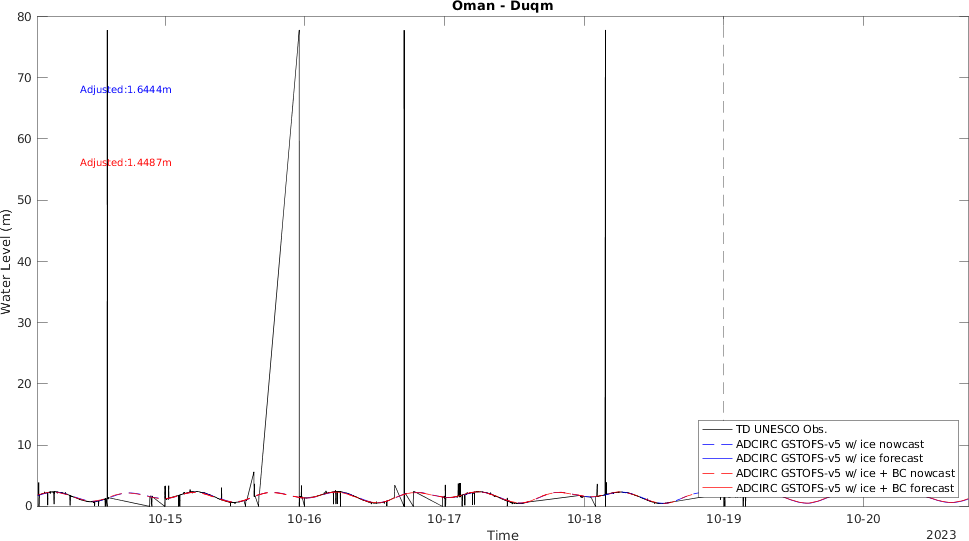 Oman - Duqm
80
70
60
50
40
30
20
10
0
Water Level (m)
Adjusted:1.6444m
Adjusted:1.4487m
TD UNESCO Obs.
ADCIRC GSTOFS-v5 w/ ice nowcast
ADCIRC GSTOFS-v5 w/ ice forecast
ADCIRC GSTOFS-v5 w/ ice + BC nowcast
ADCIRC GSTOFS-v5 w/ ice + BC forecast
10-15
10-16
10-17
10-18
10-19
10-20
Time
2023